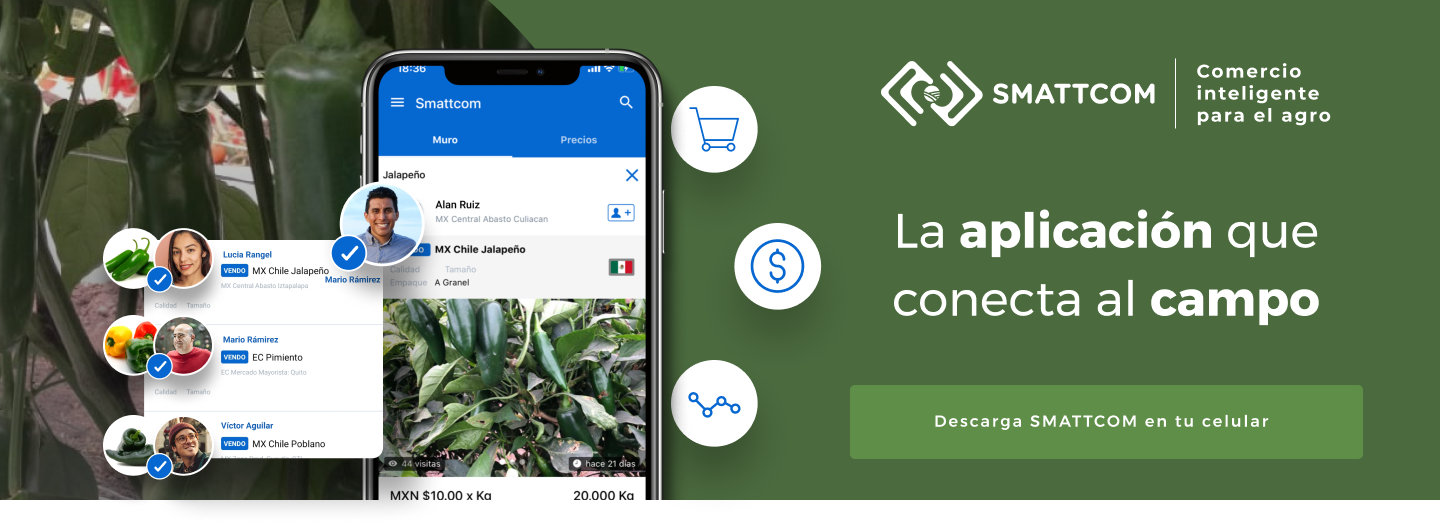 18:36
Smattcom
Muro
Precios
Jalapeño
Alan Ruiz
MX Central Abasto Culiacan
MX Chile Jalapeño
Calidad Tamaño
Empaque A Granel
44 visitas
hace 21 días
MXN $10.00 x Kg
20,000 Kg
Lucia Rangel
VENDO MX Chile Jalapeño
MX Central Abasto Iztapalapa
Mario Rámirez
Calidad Tamaño
Mario Rámirez
VENDO EC Pimiento
EC Mercado Mayorista: Quito
Calidad Tamaño
Víctor Aguilar
VENDO MX Chile Poblano
SMATTCOM
Comercio
inteligente
para el agro
La aplicación que
conecta al campo
Descarga SMATTCOM en tu celular